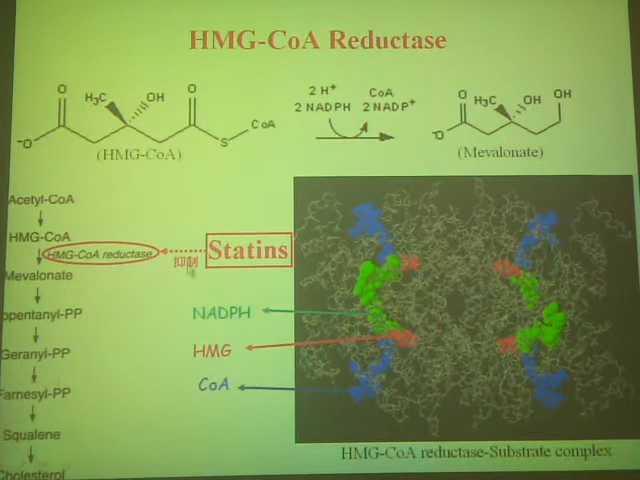 HMG-CoA Reductase
O
H₃C
OH
O
CoA
⁻O
S
(HMG-CoA)
2 H⁺
2 NADPH
CoA
2 NADP⁺
O
H₃C
OH
OH
⁻O
(Mevalonate)
Acetyl-CoA
HMG-CoA
HMG-CoA reductase
抑制
Statins
Mevalonate
opentanyl-PP
Geranyl-PP
Farnesyl-PP
Squalene
Cholesterol
NADPH
HMG
CoA
HMG-CoA reductase-Substrate complex